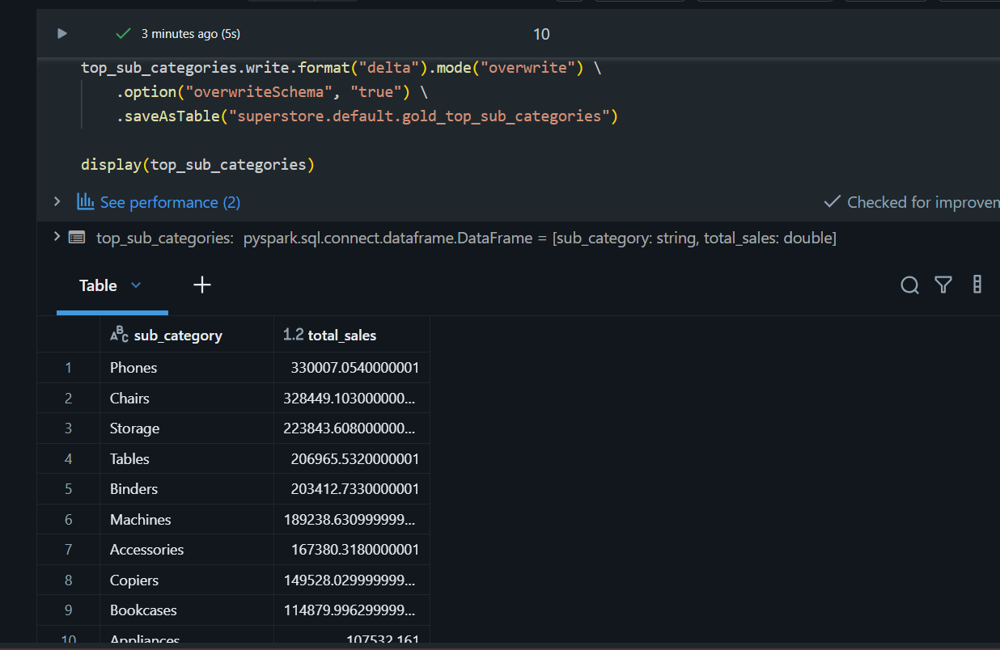 3 minutes ago (5s)
10
top_sub_categories.write.format("delta").mode("overwrite") \
.option("overwriteSchema", "true") \
.saveAsTable("superstore.default.gold_top_sub_categories")
display(top_sub_categories)
See performance (2)
Checked for improvem
top_sub_categories: pyspark.sql.connect.dataframe.DataFrame = [sub_category: string, total_sales: double]
Table
ABC sub_category 1.2 total_sales
1 Phones 330007.0540000001
2 Chairs 328449.103000000...
3 Storage 223843.608000000...
4 Tables 206965.5320000001
5 Binders 203412.7330000001
6 Machines 189238.630999999...
7 Accessories 167380.3180000001
8 Copiers 149528.029999999...
9 Bookcases 114879.996299999...
10 Appliances 107532.161